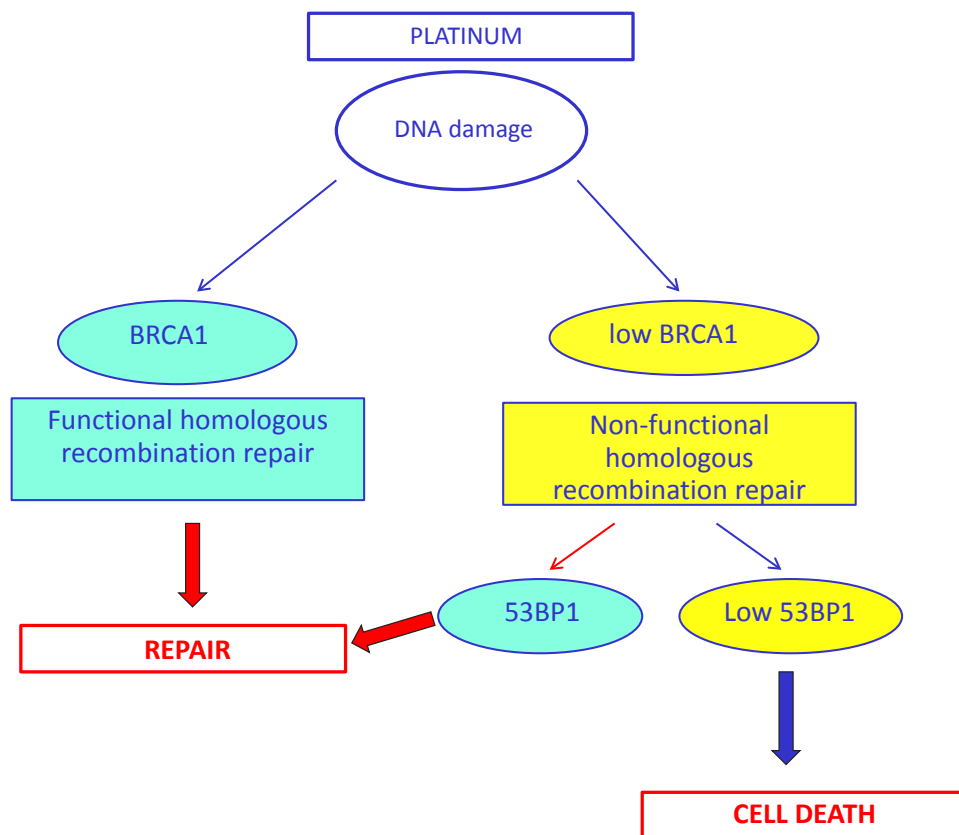 PLATINUM
DNA damage
BRCA1
low BRCA1
Functional homologous
recombination repair
Non-functional
homologous
recombination repair
53BP1
Low 53BP1
REPAIR
CELL DEATH